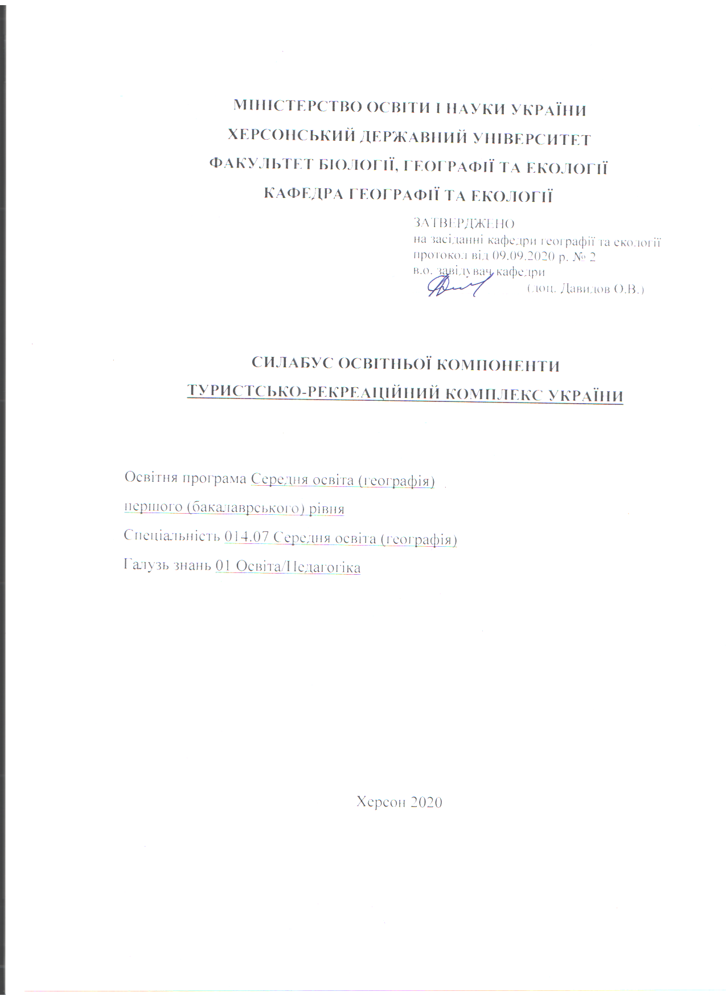 МІНІСТЕРСТВО ОСВІТИ І НАУКИ УКРАЇНИ
ХЕРСОНСЬКИЙ ДЕРЖАВНИЙ УНІВЕРСИТЕТ
ФАКУЛЬТЕТ БІОЛОГІЇ, ГЕОГРАФІЇ ТА ЕКОЛОГІЇ
КАФЕДРА ГЕОГРАФІЇ ТА ЕКОЛОГІЇ
ЗАТВЕРДЖЕНО
на засіданні кафедри географії та екології
протокол від 09.09.2020 р. № 2
в.о. завідувач кафедри
(доц. Давидов О.В.)
СИЛАБУС ОСВІТНЬОЇ КОМПОНЕНТИ
ТУРИСТСЬКО-РЕКРЕАЦІЙНИЙ КОМПЛЕКС УКРАЇНИ
Освітня програма Середня освіта (географія)
першого (бакалаврського) рівня
Спеціальність 014.07 Середня освіта (географія)
Галузь знань 01 Освіта/Педагогіка
Херсон 2020